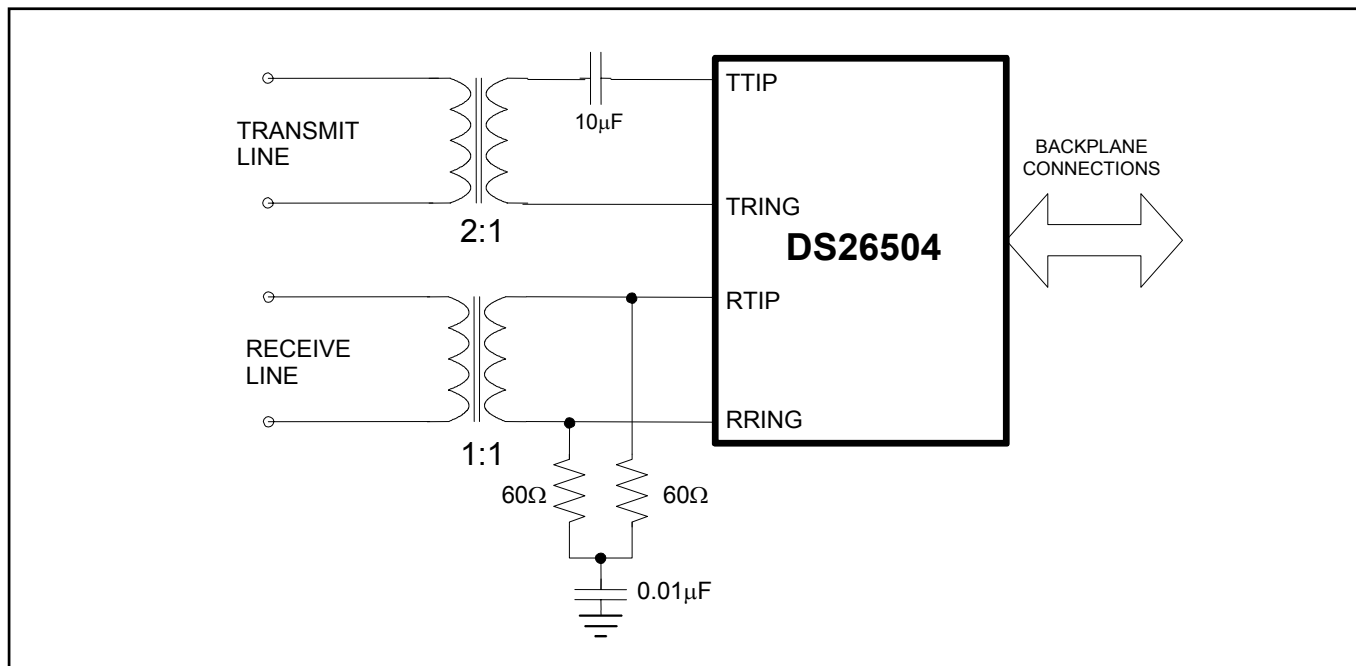 TTIP
10µF
TRANSMIT
LINE
BACKPLANE
CONNECTIONS
TRING
2:1
DS26504
RTIP
RECEIVE
LINE
RRING
1:1
60Ω
60Ω
0.01µF